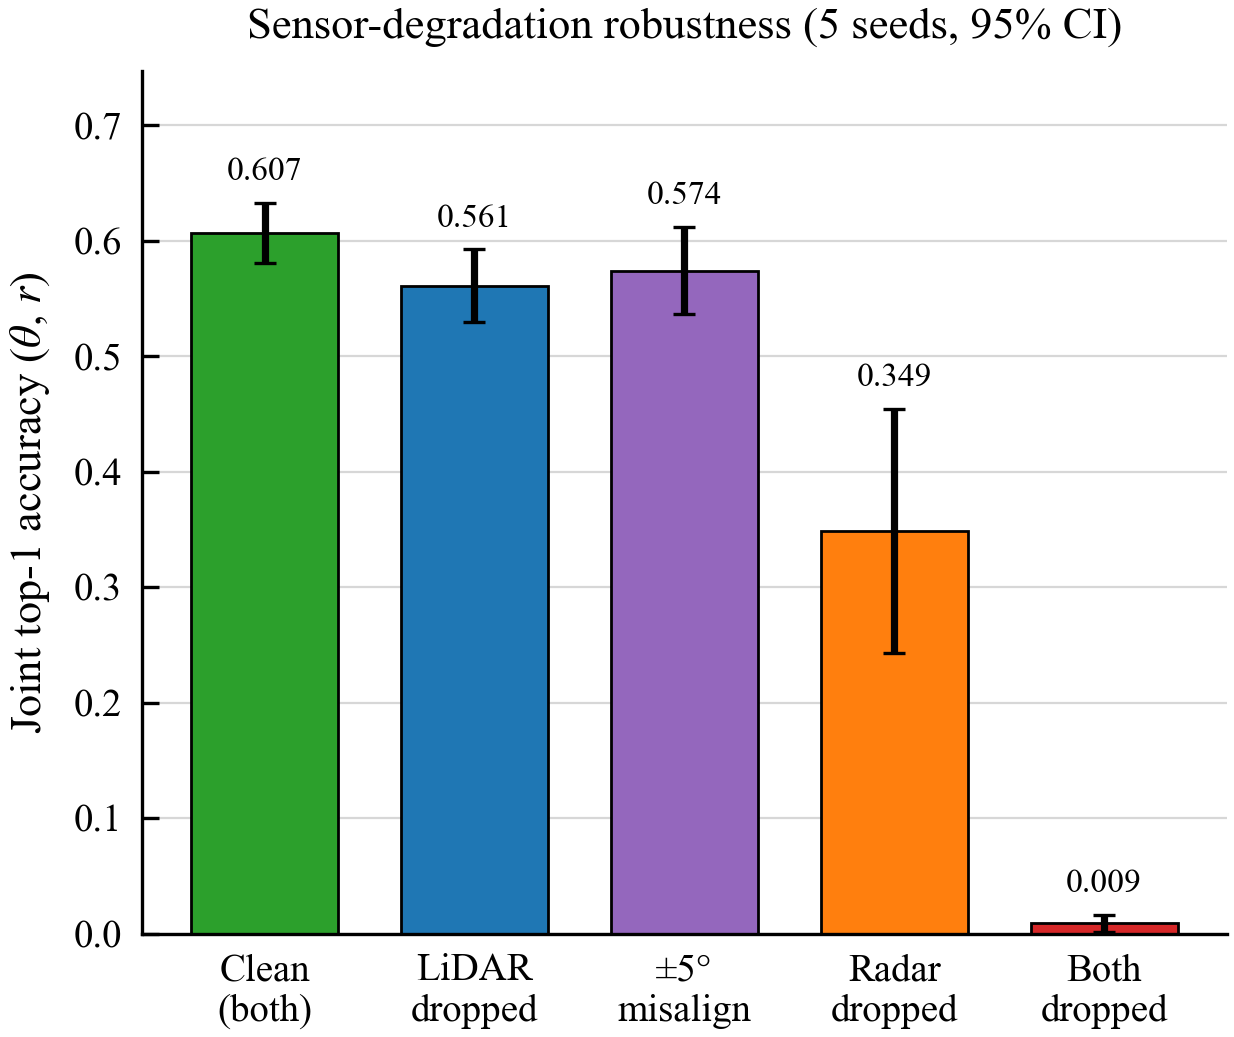 Sensor-degradation robustness (5 seeds, 95% CI)
Joint top-1 accuracy (θ, r)
0.7
0.6
0.5
0.4
0.3
0.2
0.1
0.0
0.607
0.561
0.574
0.349
0.009
Clean
(both)
LiDAR
dropped
±5°
misalign
Radar
dropped
Both
dropped